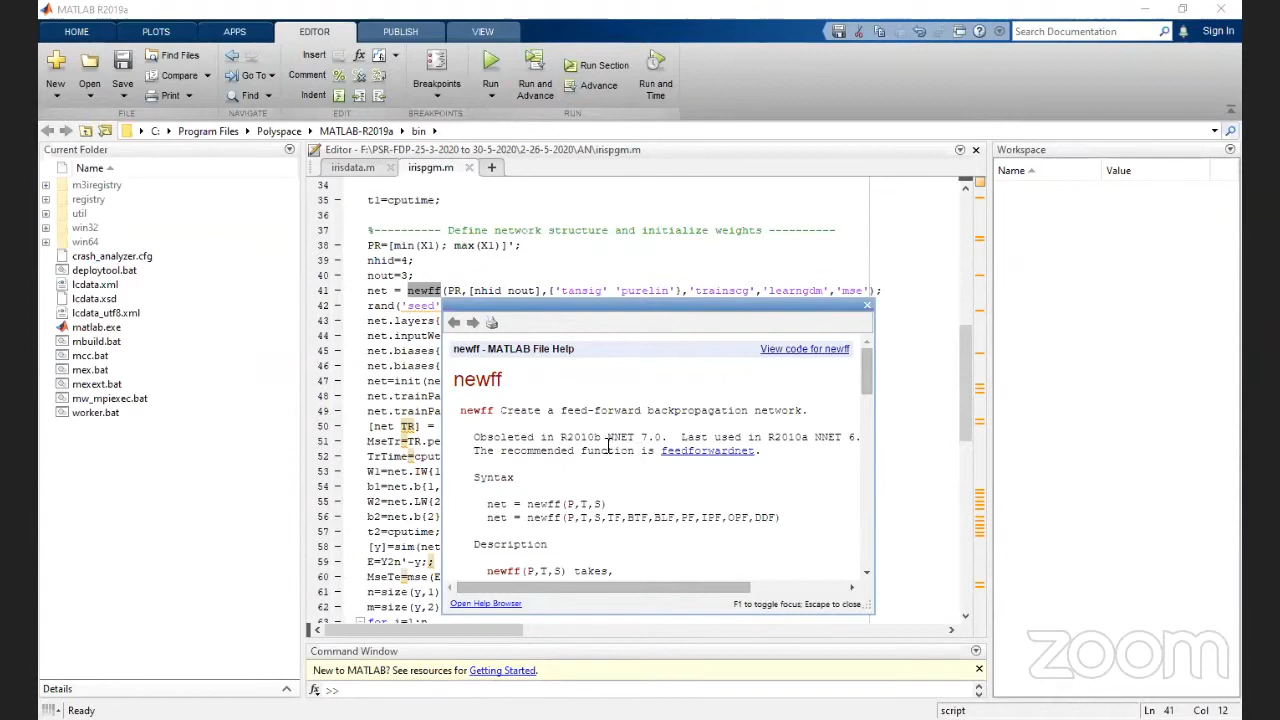 MATLAB R2019a
HOME
PLOTS
APPS
EDITOR
PUBLISH
VIEW
Search Documentation
Sign In
New
Open
Save
Find Files
Compare
Print
Go To
Find
Insert
Comment
Indent
Breakpoints
Run
Run and
Advance
Run Section
Advance
Run and
Time
FILE
NAVIGATE
EDIT
BREAKPOINTS
RUN
C:
Program Files
Polyspace
MATLAB-R2019a
bin
Current Folder
Name
m3iregistry
registry
util
win32
win64
crash_analyzer.cfg
deploytool.bat
lcdata.xml
lcdata.xsd
lcdata_utf8.xml
matlab.exe
mbuild.bat
mcc.bat
mex.bat
mexext.bat
mw_mpiexec.bat
worker.bat
Details
Editor - F:\PSR-FDP-25-3-2020 to 30-5-2020\2-26-5-2020\AN\irispgm.m
irisdata.m
irispgm.m
34
35 t1=cputime;
36
37 %---------- Define network structure and initialize weights ----------
38 PR=[min(X1); max(X1)]';
39 nhid=4;
40 nout=3;
41 net = newff(PR,[nhid nout],{'tansig' 'purelin'},'trainscg','learngdm','mse');
42 rand('seed'
43 net.layers{
44 net.inputWe
45 net.biases{
46 net.biases{
47 net=init(ne
48 net.trainPa
49 net.trainPa
50 [net TR] =
51 MseTr=TR.pe
52 TrTime=cput
53 W1=net.IW{1
54 b1=net.b{1,
55 W2=net.LW{2
56 b2=net.b{2}
57 t2=cputime;
58 [y]=sim(net
59 E=Y2n'-y;;
60 MseTe=mse(E
61 n=size(y,1)
62 m=size(y,2)
63 for i=1:n
newff - MATLAB File Help
View code for newff
newff
newff Create a feed-forward backpropagation network.
Obsoleted in R2010b NNET 7.0. Last used in R2010a NNET 6.
The recommended function is feedforwardnet.
Syntax
net = newff(P,T,S)
net = newff(P,T,S,TF,BTF,BLF,PF,IPF,OPF,DDF)
Description
newff(P,T,S) takes,
Open Help Browser
F1 to toggle focus; Escape to close
Command Window
New to MATLAB? See resources for Getting Started.
fx >>
Workspace
Name
Value
zoom
Ready
script
Ln 41 Col 12